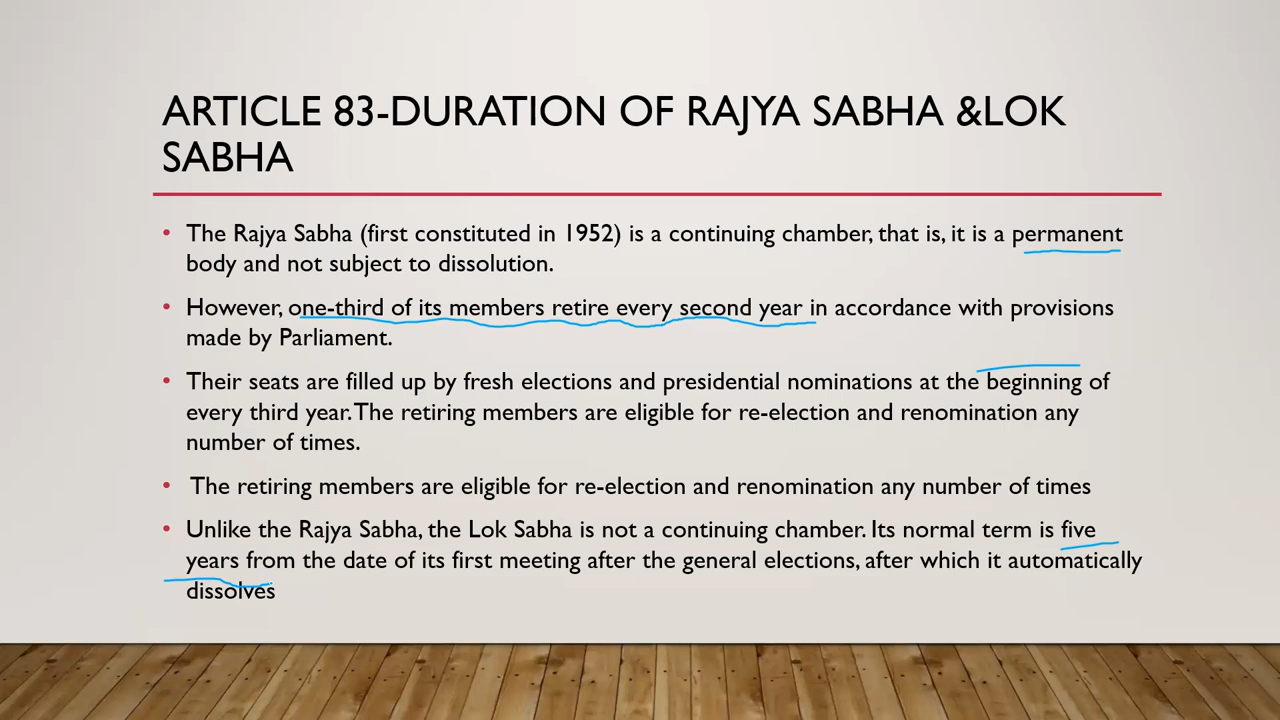 ARTICLE 83-DURATION OF RAJYA SABHA &LOK
SABHA
• The Rajya Sabha (first constituted in 1952) is a continuing chamber, that is, it is a permanent
body and not subject to dissolution.
• However, one-third of its members retire every second year in accordance with provisions
made by Parliament.
• Their seats are filled up by fresh elections and presidential nominations at the beginning of
every third year. The retiring members are eligible for re-election and renomination any
number of times.
• The retiring members are eligible for re-election and renomination any number of times
• Unlike the Rajya Sabha, the Lok Sabha is not a continuing chamber. Its normal term is five
years from the date of its first meeting after the general elections, after which it automatically
dissolves